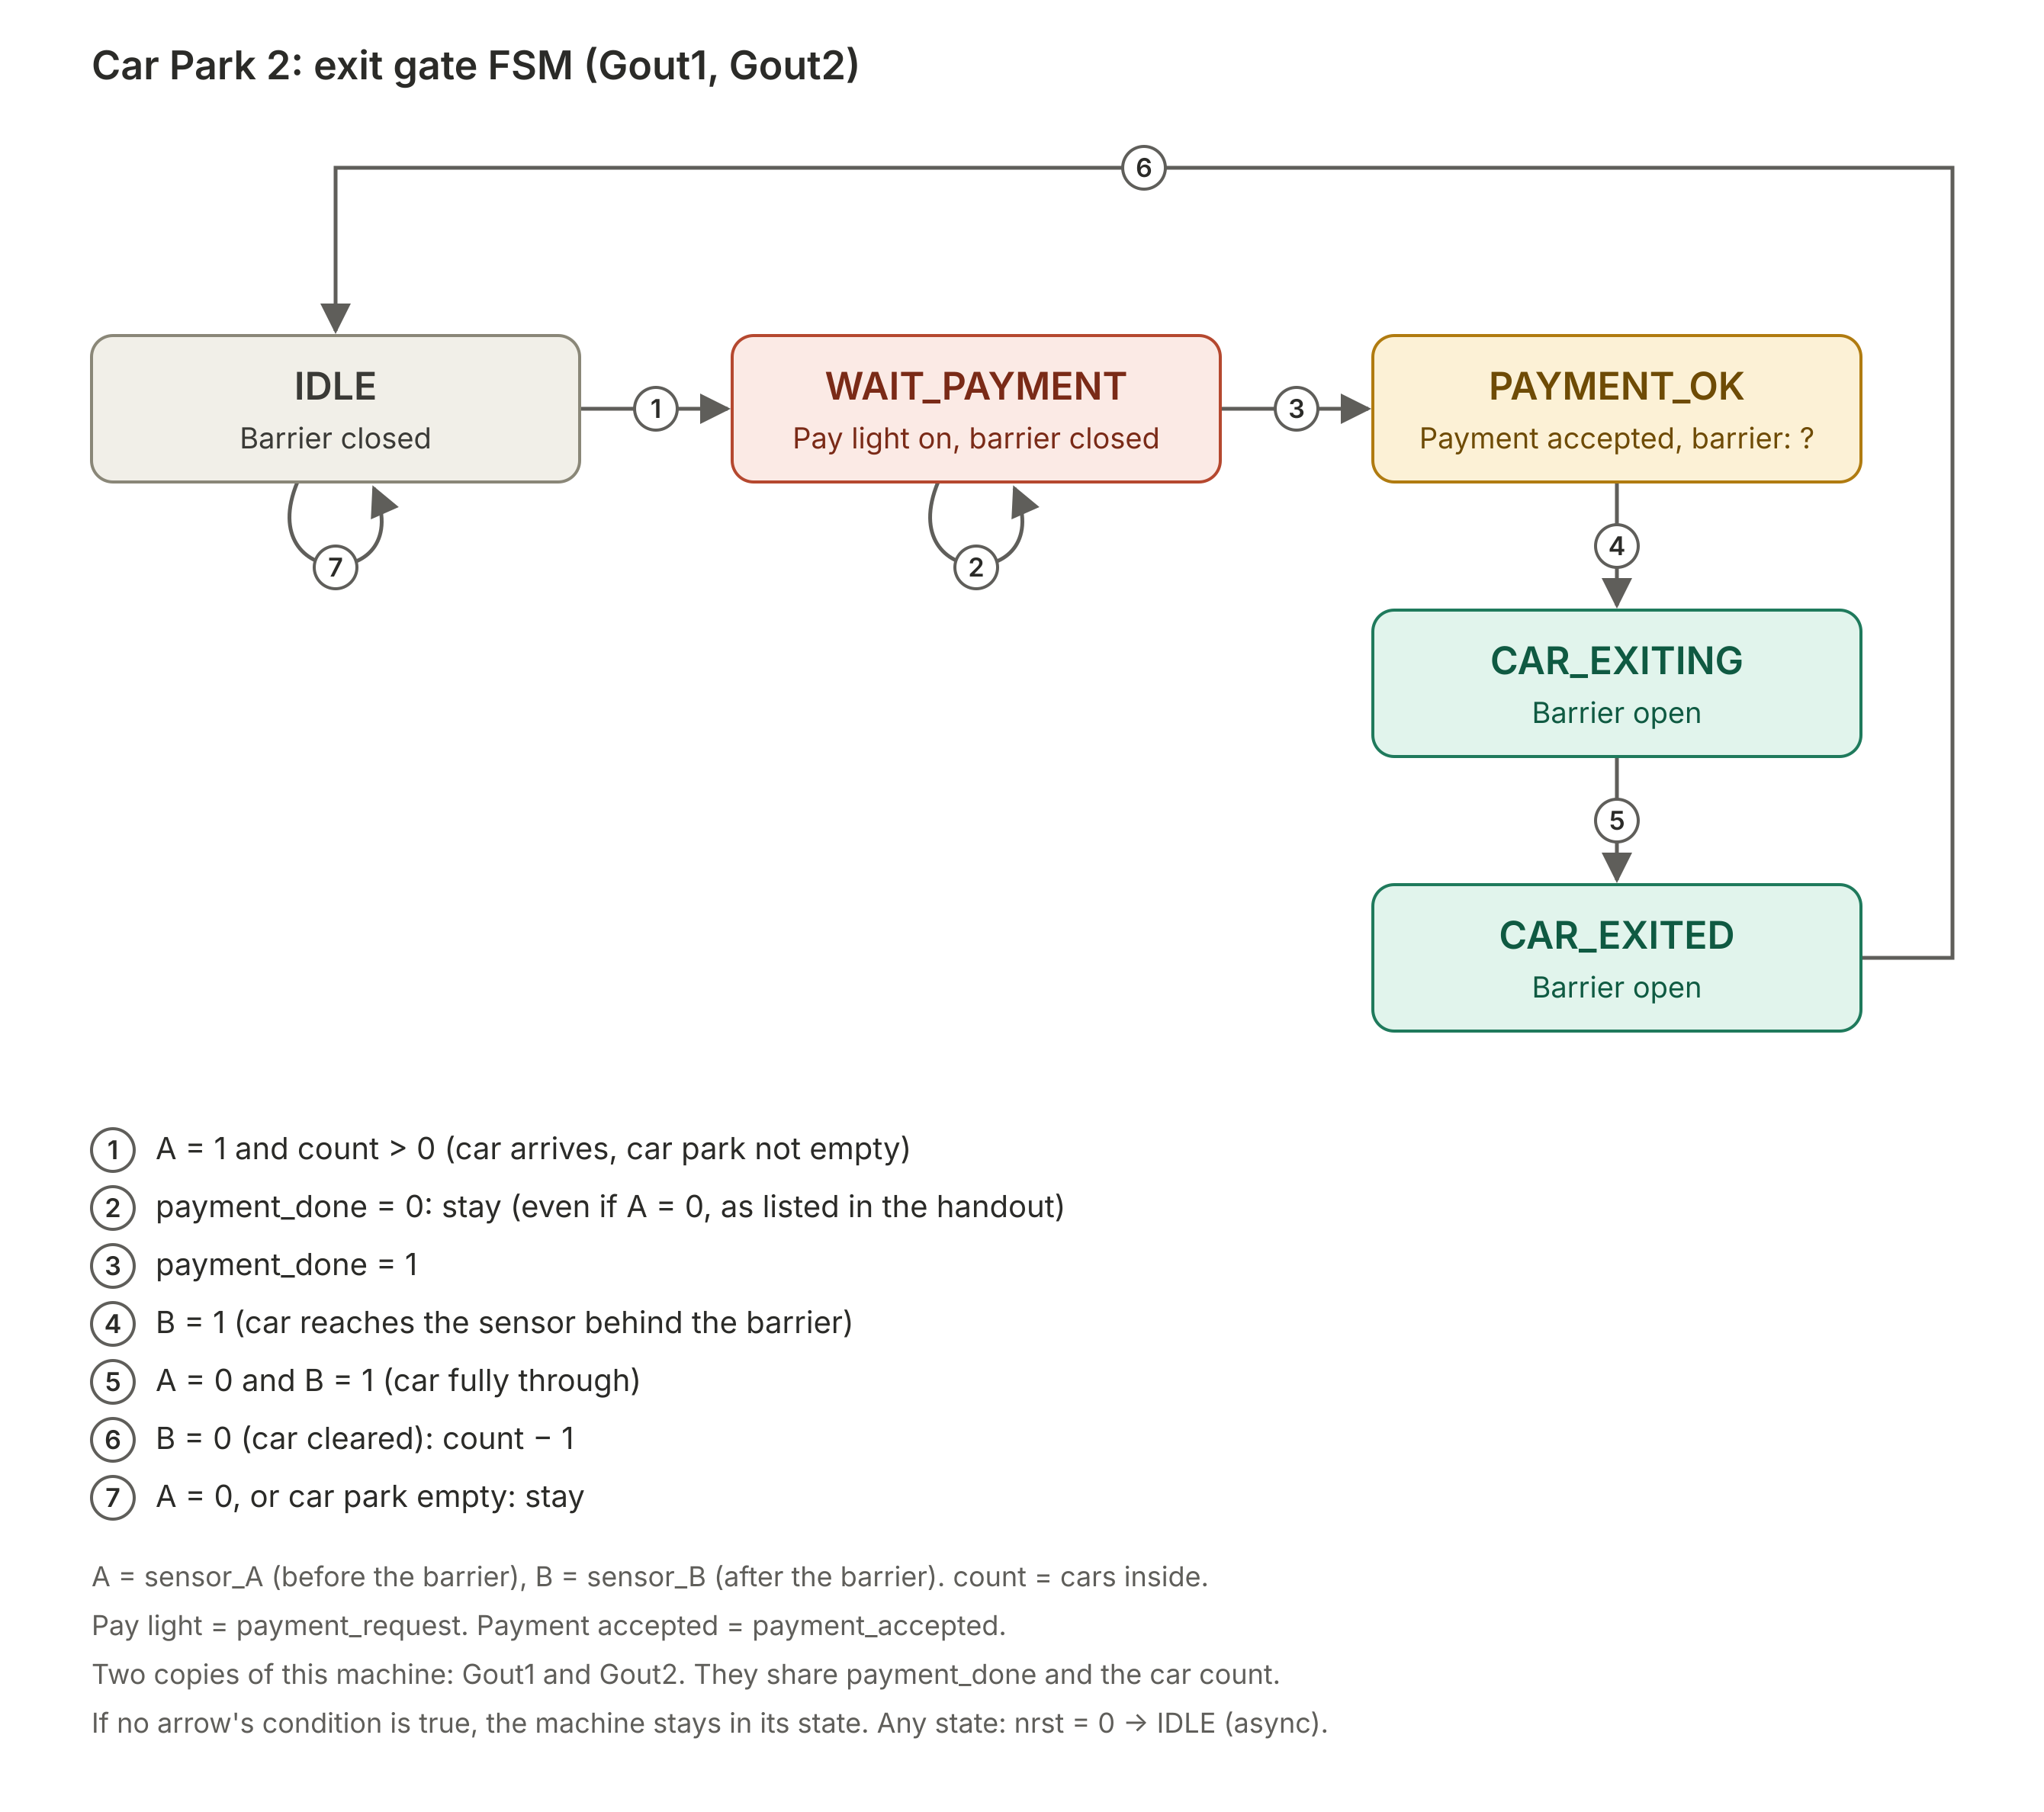 Car Park 2: exit gate FSM (Gout1, Gout2)
6
IDLE
Barrier closed
1
WAIT_PAYMENT
Pay light on, barrier closed
3
PAYMENT_OK
Payment accepted, barrier: ?
7
2
4
CAR_EXITING
Barrier open
5
CAR_EXITED
Barrier open
1 A = 1 and count > 0 (car arrives, car park not empty)
2 payment_done = 0: stay (even if A = 0, as listed in the handout)
3 payment_done = 1
4 B = 1 (car reaches the sensor behind the barrier)
5 A = 0 and B = 1 (car fully through)
6 B = 0 (car cleared): count − 1
7 A = 0, or car park empty: stay
A = sensor_A (before the barrier), B = sensor_B (after the barrier). count = cars inside.
Pay light = payment_request. Payment accepted = payment_accepted.
Two copies of this machine: Gout1 and Gout2. They share payment_done and the car count.
If no arrow's condition is true, the machine stays in its state. Any state: nrst = 0 → IDLE (async).